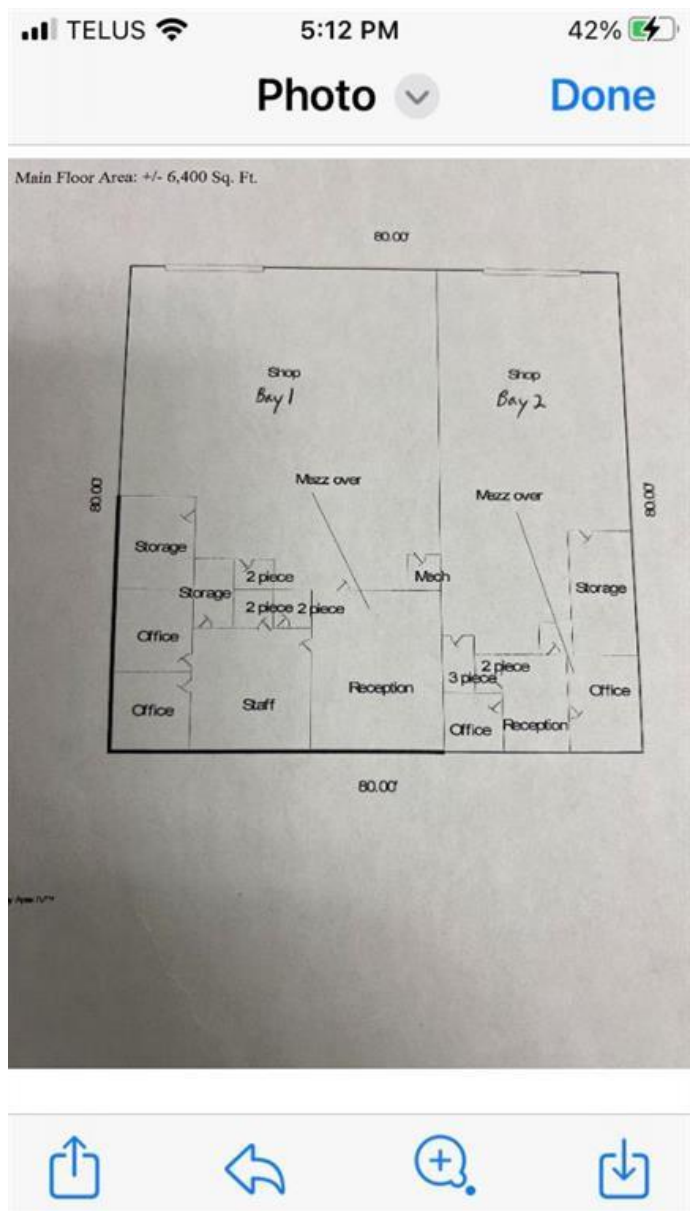 TELUS 5:12 PM 42%
Photo Done
Main Floor Area: +/- 6,400 Sq. Ft.
80.00'
Shop Shop
Bay 1 Bay 2
Mezz over
Mezz over
80.00' 80.00'
Storage
2 piece Mech
Storage Storage
2 piece 2 piece
Office
2 piece
3 piece
Reception Office
Staff
Office
Office Reception
80.00'